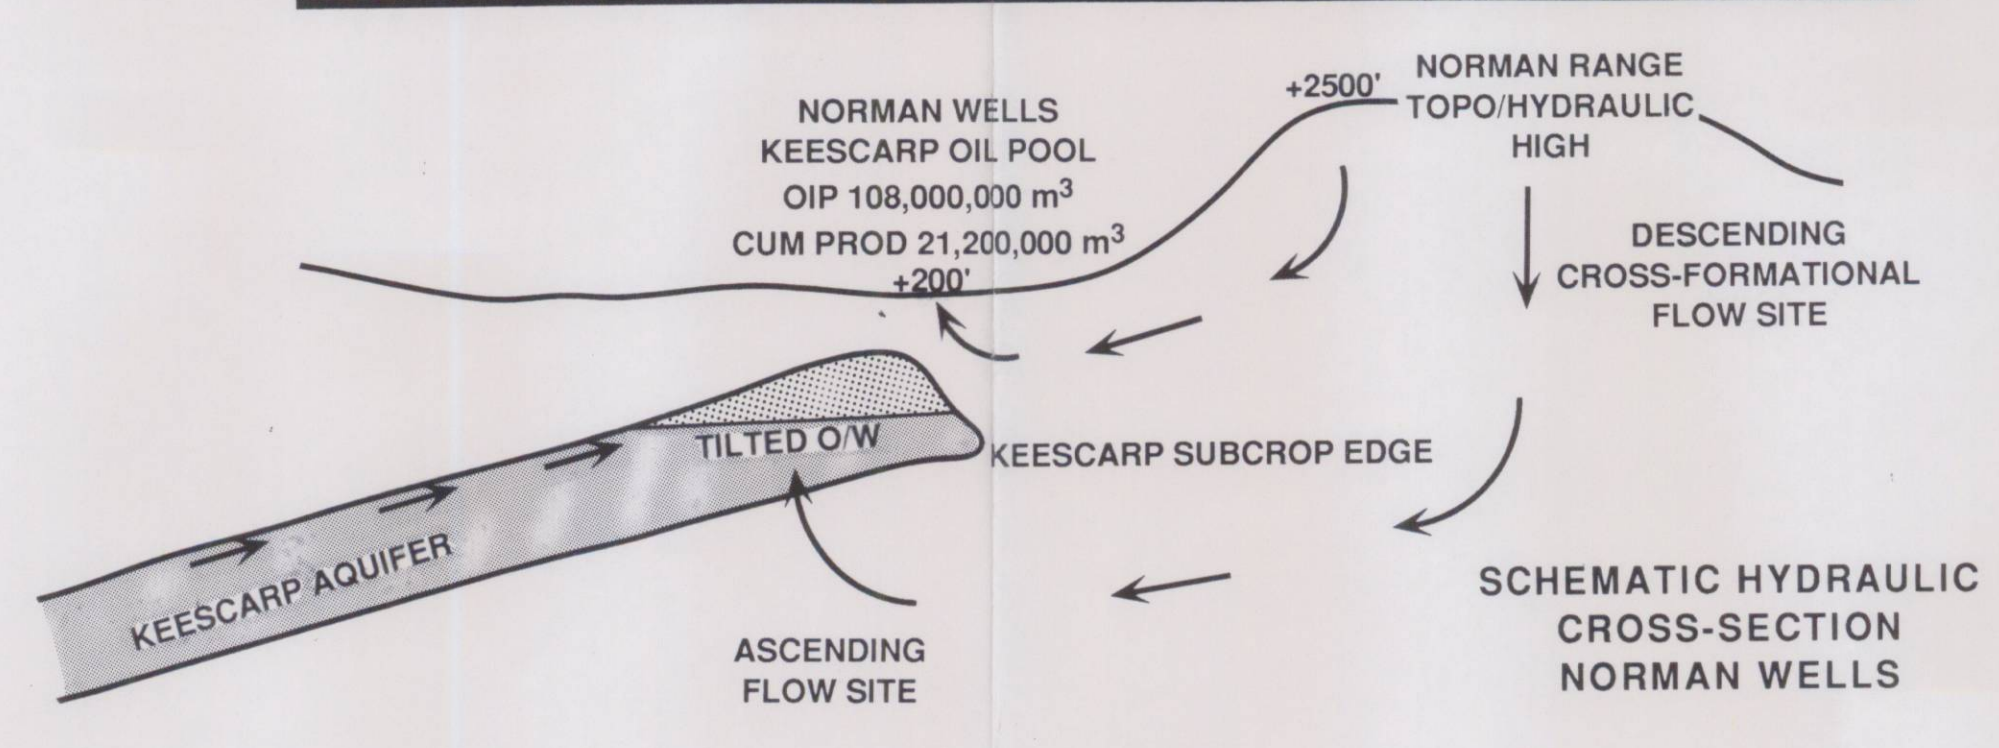 +2500'
NORMAN RANGE
TOPO/HYDRAULIC
HIGH
NORMAN WELLS
KEESCARP OIL POOL
OIP 108,000,000 m³
CUM PROD 21,200,000 m³
+200'
DESCENDING
CROSS-FORMATIONAL
FLOW SITE
TILTED O/W
KEESCARP SUBCROP EDGE
KEESCARP AQUIFER
ASCENDING
FLOW SITE
SCHEMATIC HYDRAULIC
CROSS-SECTION
NORMAN WELLS